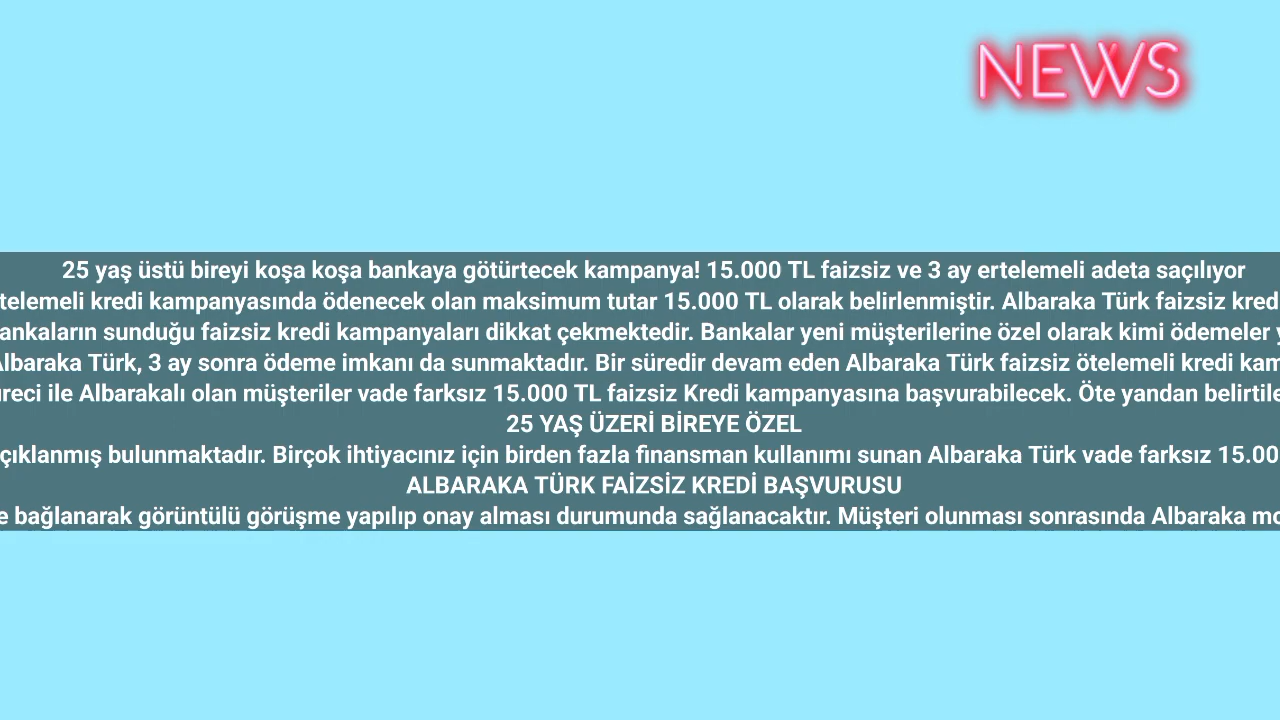 NEWS
25 yaş üstü bireyi koşa koşa bankaya götürtecek kampanya! 15.000 TL faizsiz ve 3 ay ertelemeli adeta saçılıyor
telemeli kredi kampanyasında ödenecek olan maksimum tutar 15.000 TL olarak belirlenmiştir. Albaraka Türk faizsiz kred
ankaların sunduğu faizsiz kredi kampanyaları dikkat çekmektedir. Bankalar yeni müşterilerine özel olarak kimi ödemeler
Albaraka Türk, 3 ay sonra ödeme imkanı da sunmaktadır. Bir süredir devam eden Albaraka Türk faizsiz ötelemeli kredi kam
reci ile Albarakalı olan müşteriler vade farksız 15.000 TL faizsiz Kredi kampanyasına başvurabilecek. Öte yandan belirtile
25 YAŞ ÜZERİ BİREYE ÖZEL
çıklanmış bulunmaktadır. Birçok ihtiyacınız için birden fazla finansman kullanımı sunan Albaraka Türk vade farksız 15.00
ALBARAKA TÜRK FAİZSİZ KREDİ BAŞVURUSU
e bağlanarak görüntülü görüşme yapılıp onay alması durumunda sağlanacaktır. Müşteri olunması sonrasında Albaraka mo